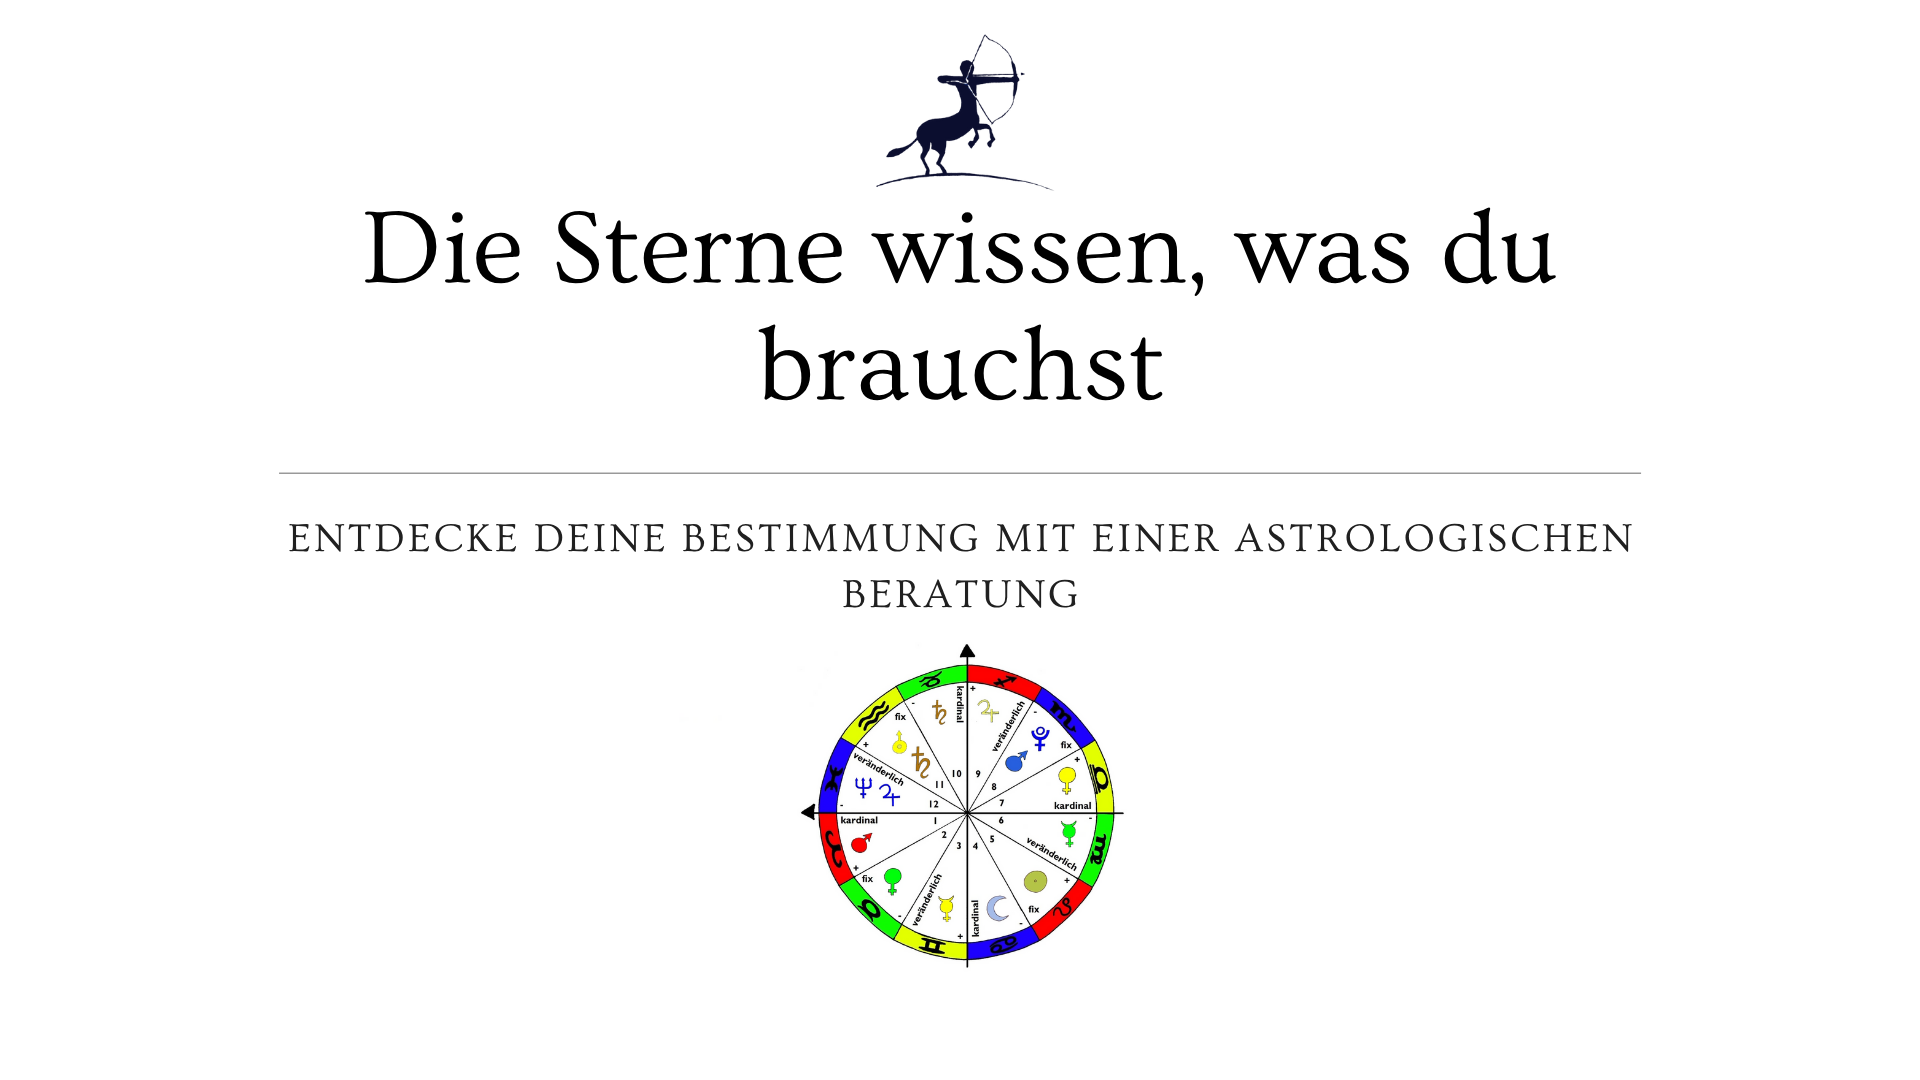 Die Sterne wissen, was du
brauchst
ENTDECKE DEINE BESTIMMUNG MIT EINER ASTROLOGISCHEN
BERATUNG
♑ ♐
kardinal + ♄ ♃ veränderlich -
♒ fix - ♏
♇ fix
+ ♄ ♂ +
veränderlich ♎
♓ 10 9
11 8
♆ ♃ 12 7 kardinal
-
kardinal 1 6 -
♈ 2 5 ☿ ♍
3 4 veränderlich
♂
+ fix ♀ +
♉ veränderlich ☿ kardinal ☾ fix ♌
- + -
♊ ♋